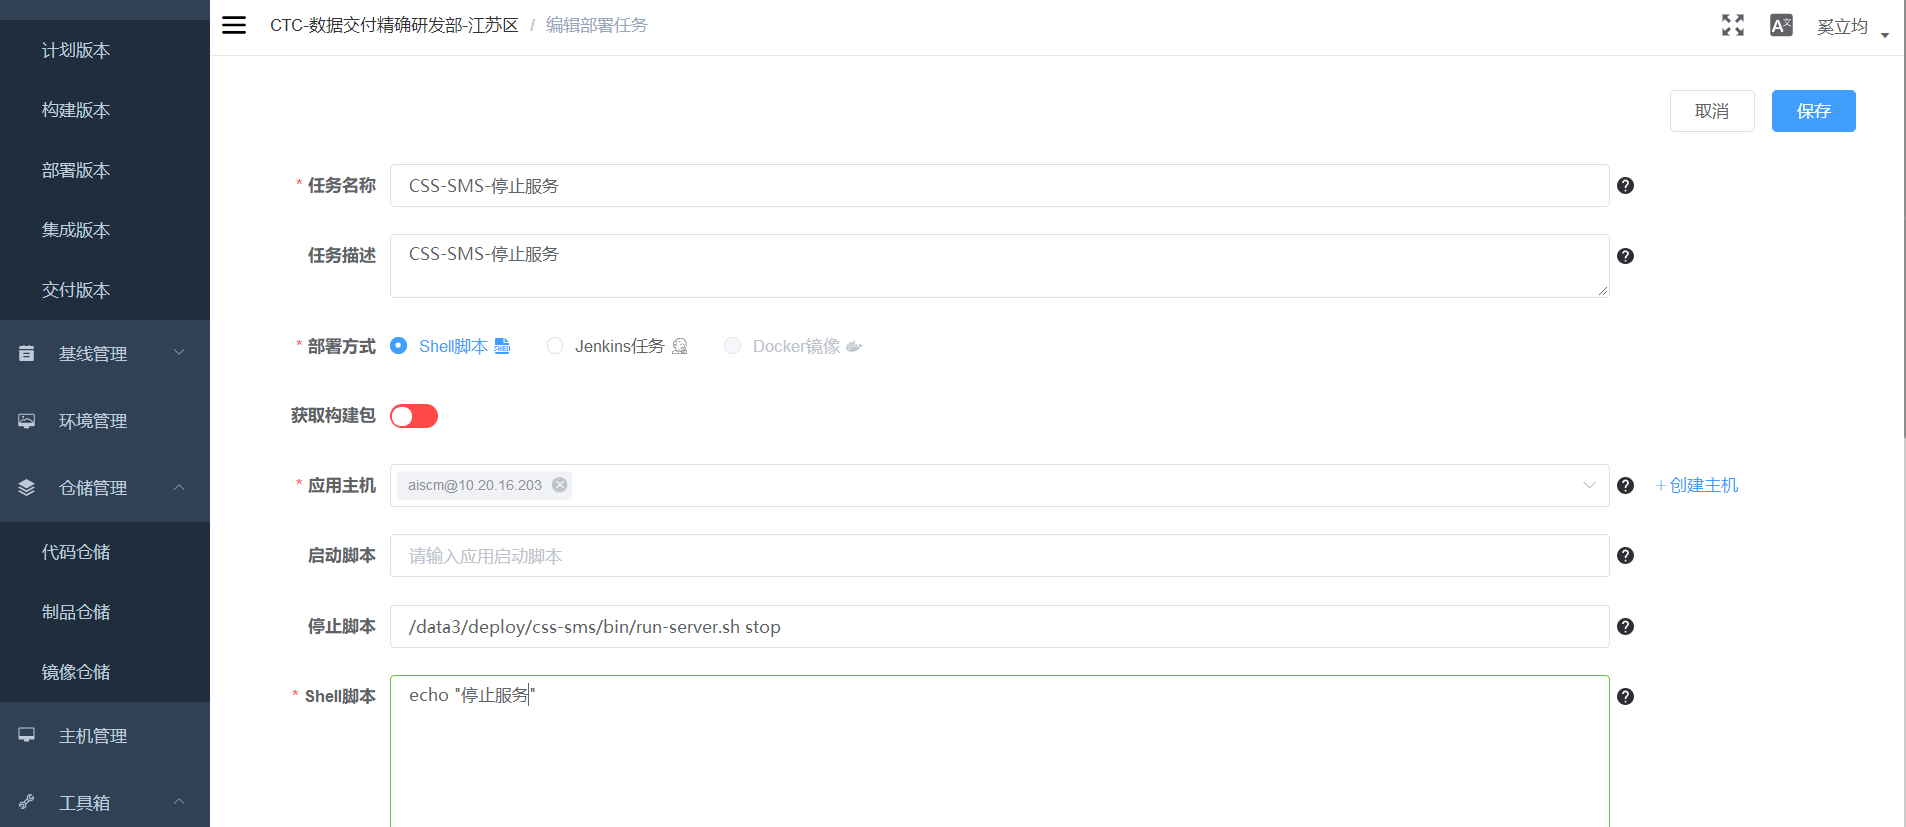 CTC-数据交付精确研发部-江苏区 / 编辑部署任务
奚立均
计划版本
构建版本
部署版本
集成版本
交付版本
基线管理
环境管理
仓储管理
代码仓储
制品仓储
镜像仓储
主机管理
工具箱
取消
保存
* 任务名称 CSS-SMS-停止服务
任务描述 CSS-SMS-停止服务
* 部署方式 Shell脚本 Jenkins任务 Docker镜像
获取构建包
* 应用主机 aiscm@10.20.16.203 +创建主机
启动脚本 请输入应用启动脚本
停止脚本 /data3/deploy/css-sms/bin/run-server.sh stop
* Shell脚本 echo "停止服务"